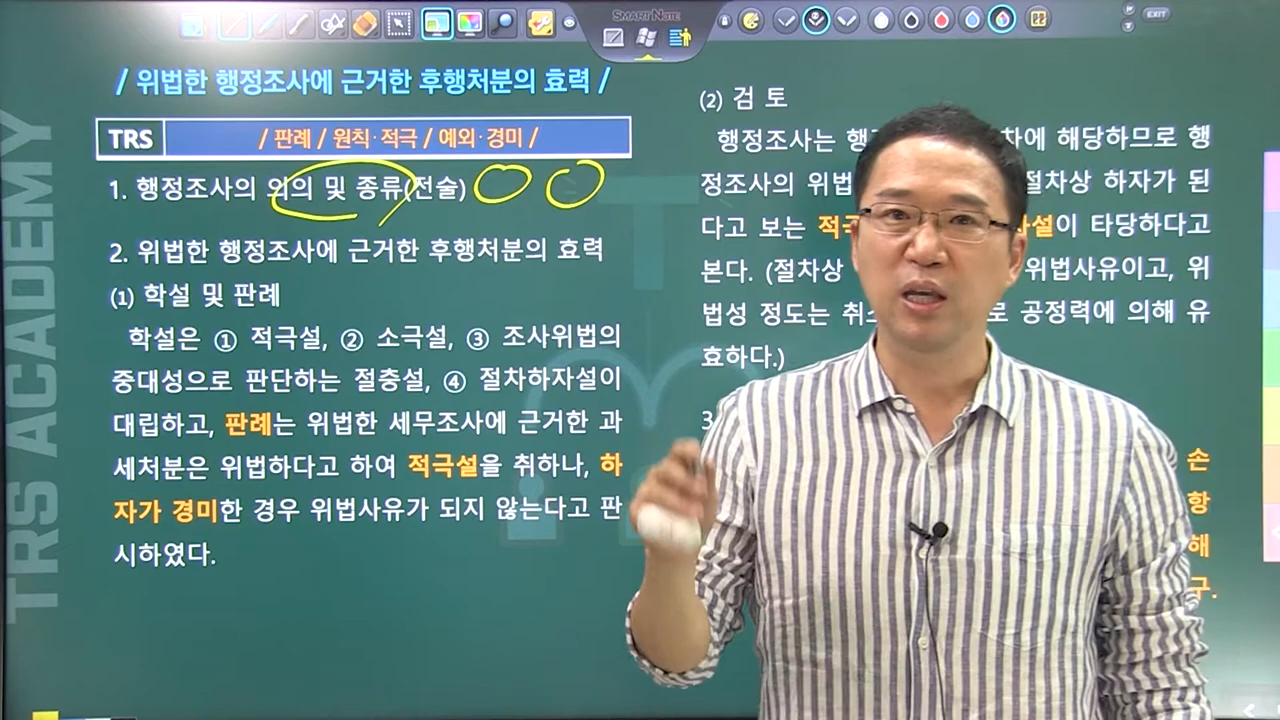 SMART NOTE
EXIT
/ 위법한 행정조사에 근거한 후행처분의 효력 /
TRS / 판례 / 원칙·적극 / 예외·경미 /
1. 행정조사의 의의 및 종류(전술)
2. 위법한 행정조사에 근거한 후행처분의 효력
(1) 학설 및 판례
학설은 ① 적극설, ② 소극설, ③ 조사위법의
중대성으로 판단하는 절충설, ④ 절차하자설이
대립하고, 판례는 위법한 세무조사에 근거한 과
세처분은 위법하다고 하여 적극설을 취하나, 하
자가 경미한 경우 위법사유가 되지 않는다고 판
시하였다.
(2) 검 토
행정조사는 행 에 해당하므로 행
정조사의 위법 절차상 하자가 된
다고 보는 적 설이 타당하다고
본다. (절차상 위법사유이고, 위
법성 정도는 취 로 공정력에 의해 유
효하다.)
3
손
항
해
구.
TRS ACADEMY